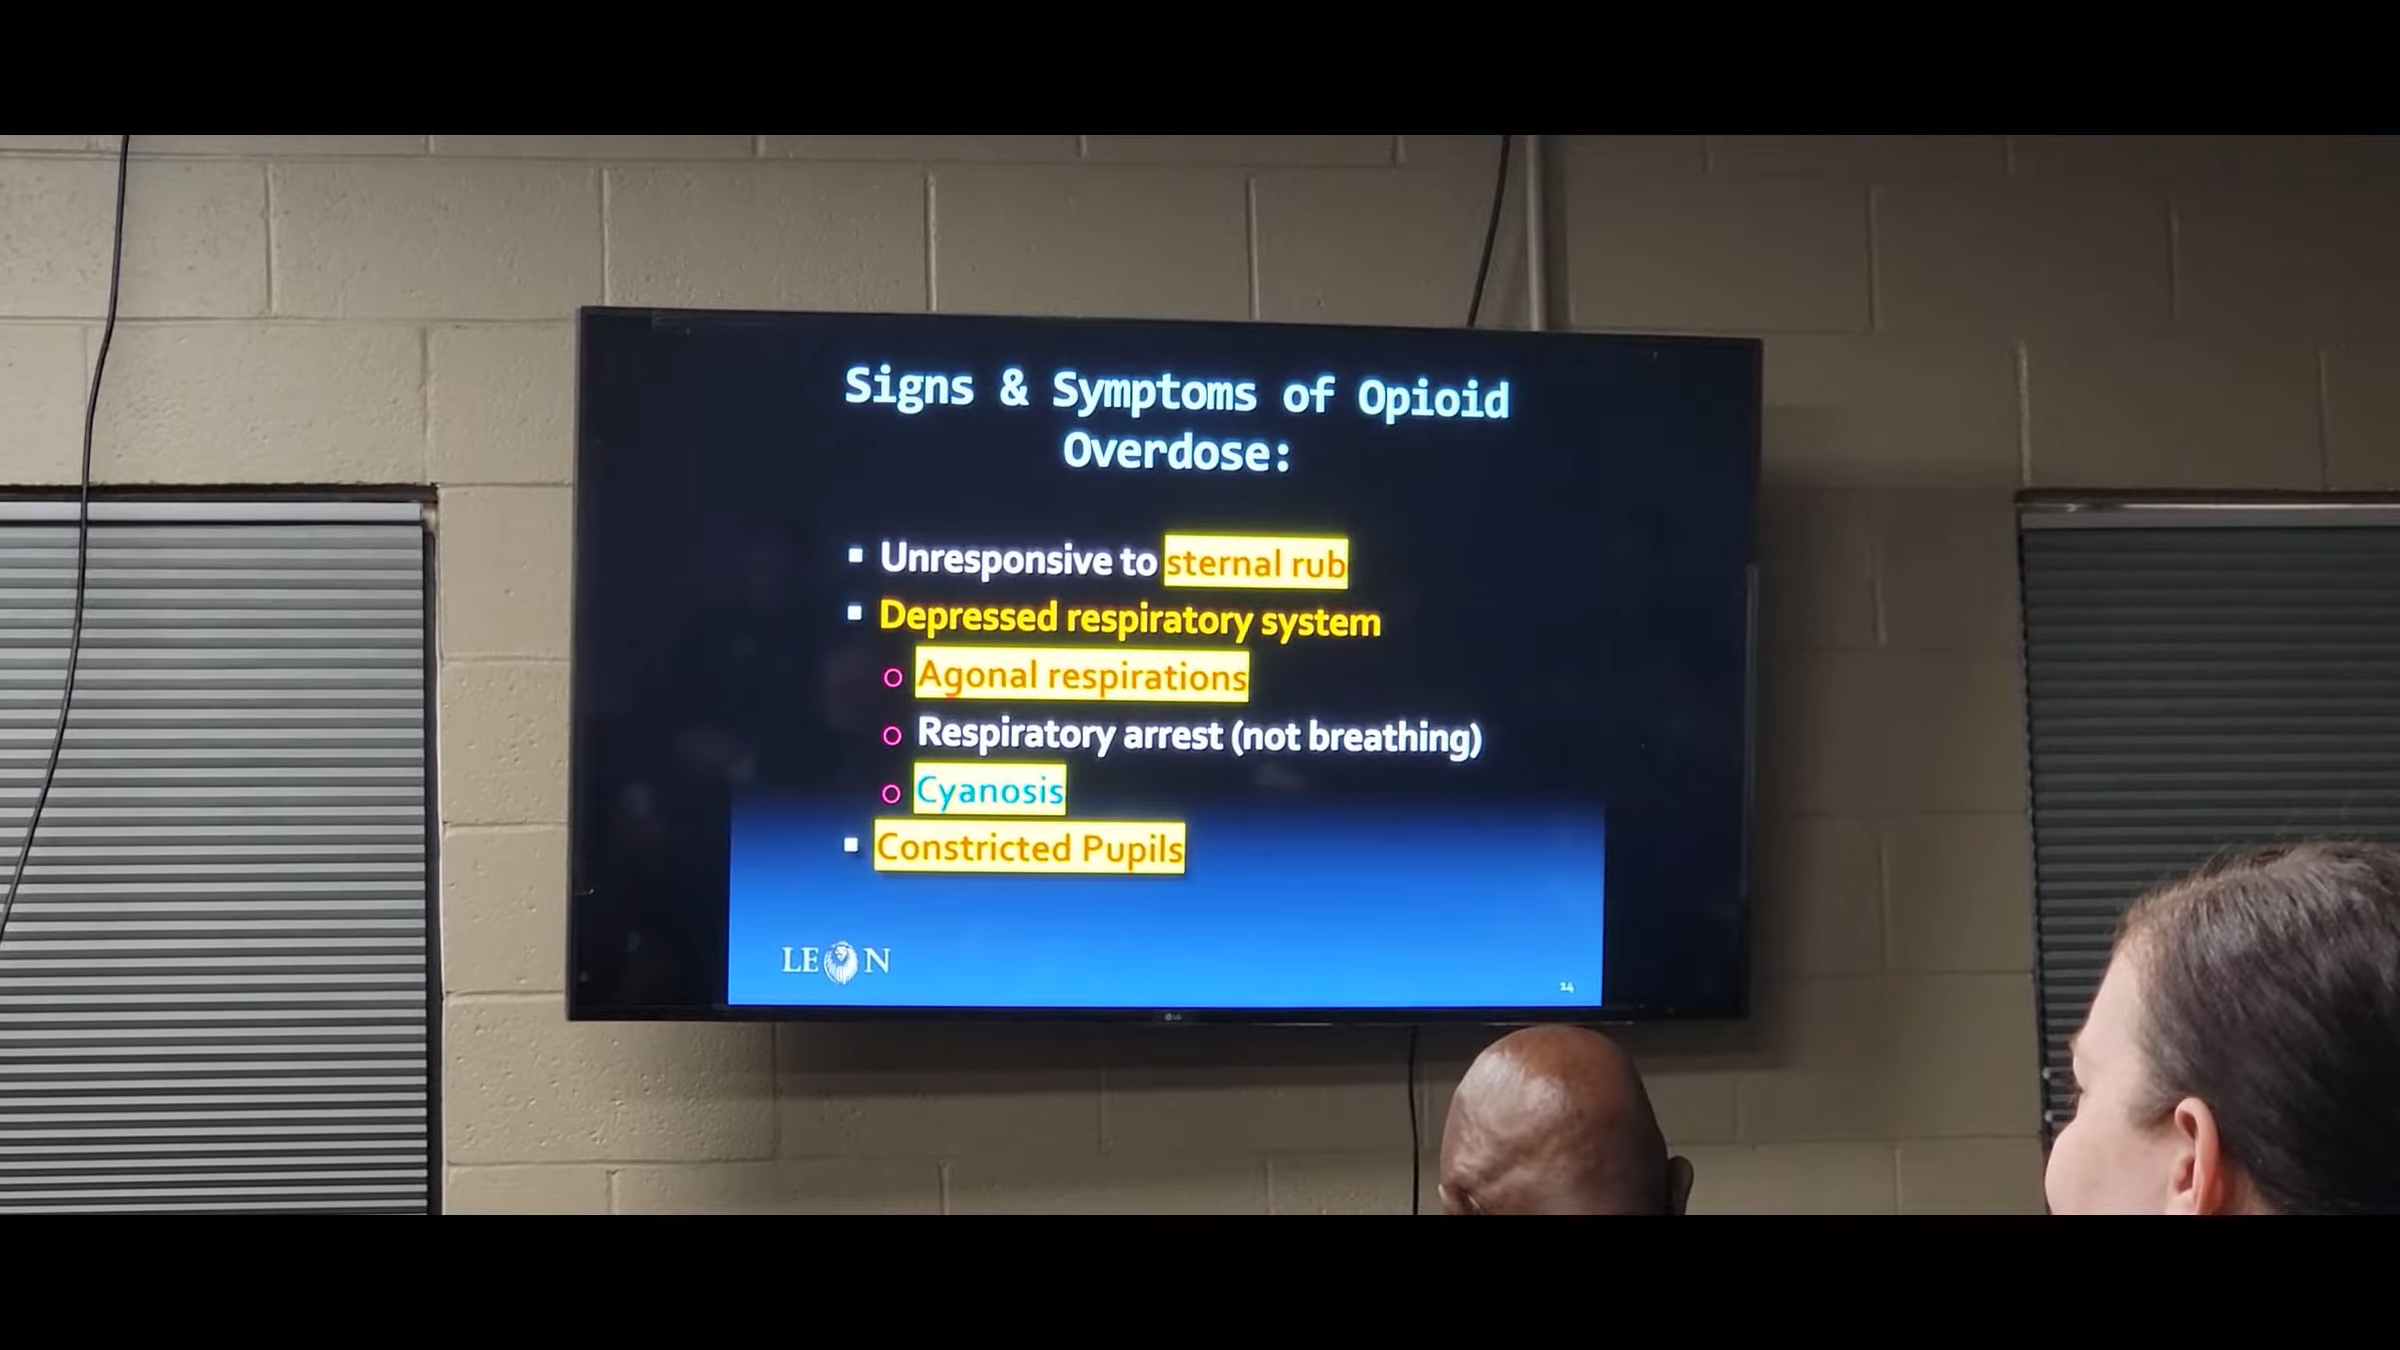 Signs & Symptoms of Opioid
Overdose:
Unresponsive to sternal rub
Depressed respiratory system
Agonal respirations
Respiratory arrest (not breathing)
Cyanosis
Constricted Pupils
LEON
14
LG